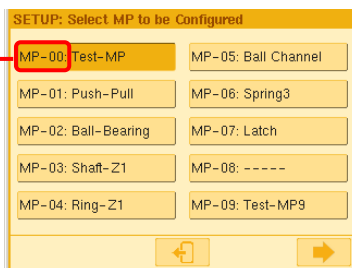 SETUP: Select MP to be Configured
MP-00: Test-MP
MP-01: Push-Pull
MP-02: Ball-Bearing
MP-03: Shaft-Z1
MP-04: Ring-Z1
MP-05: Ball Channel
MP-06: Spring3
MP-07: Latch
MP-08: -----
MP-09: Test-MP9